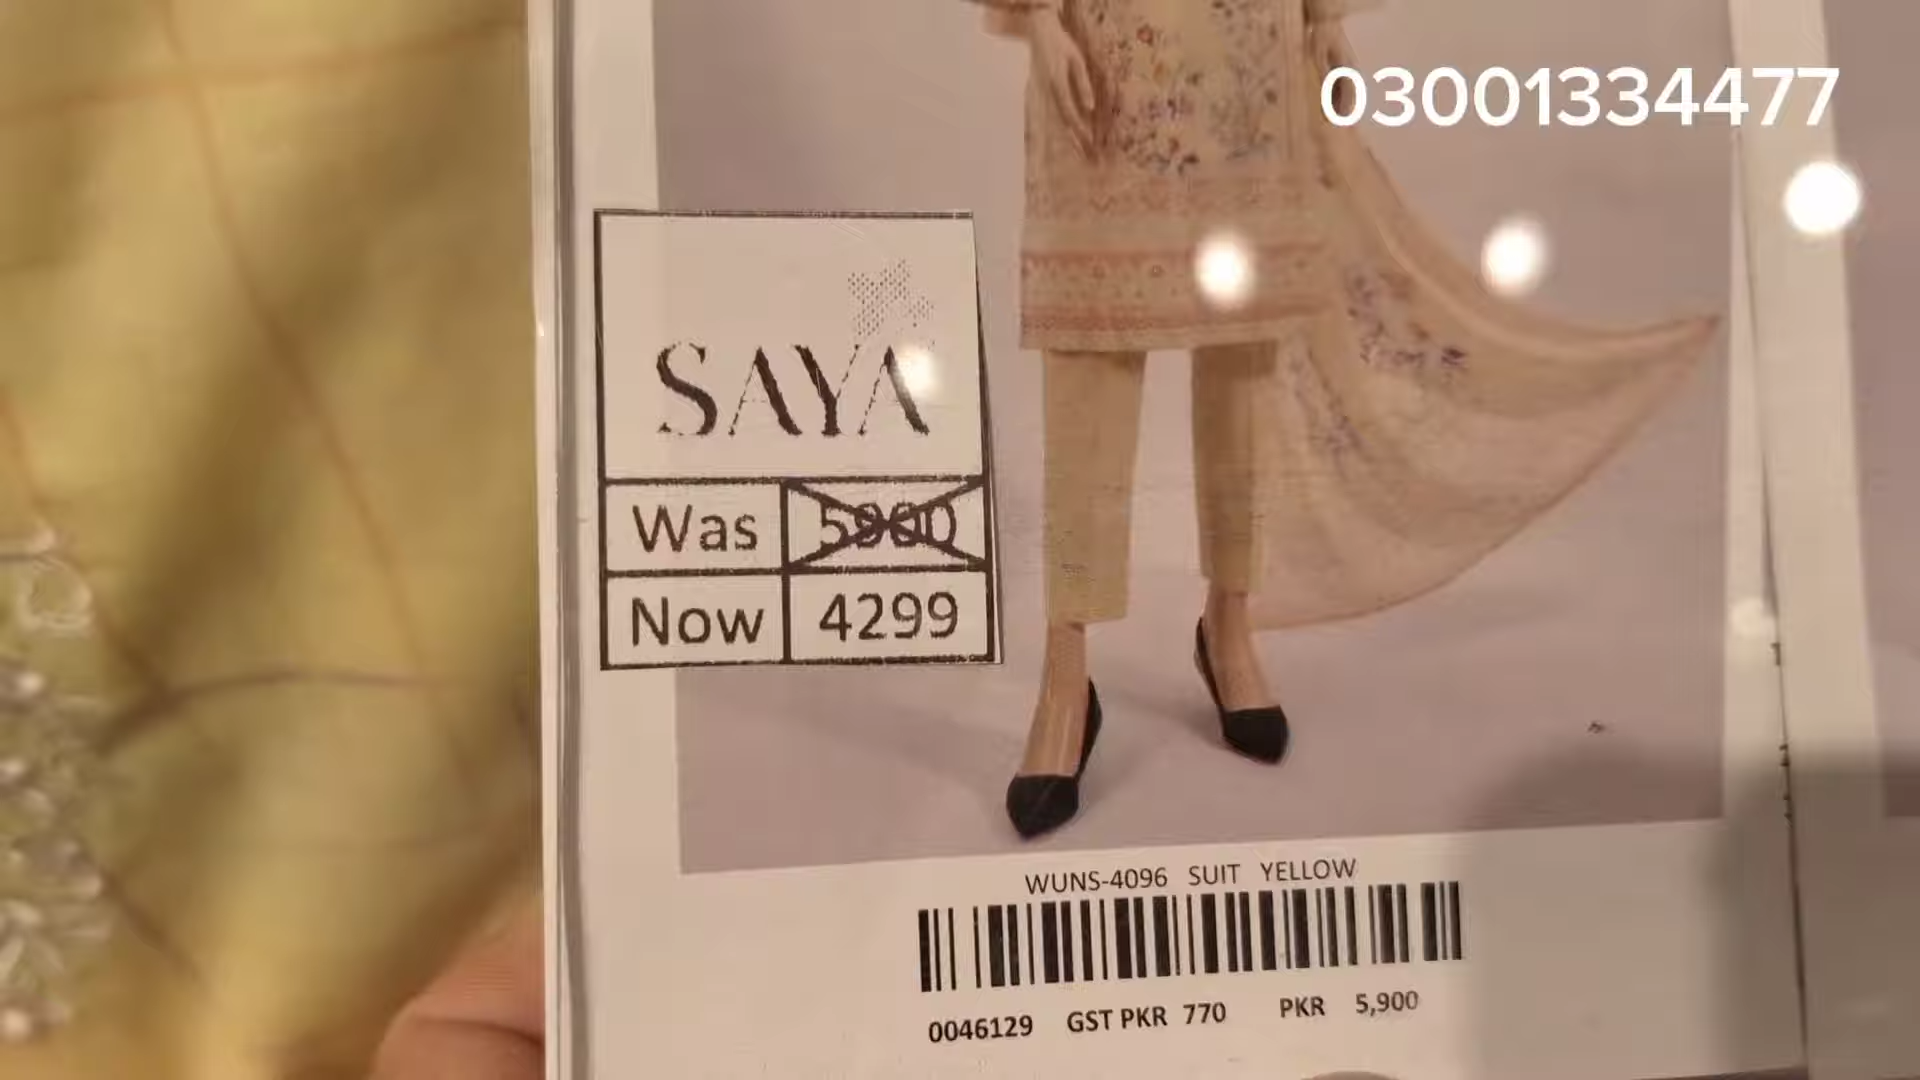 03001334477
SAYA
Was 5900
Now 4299
WUNS-4096 SUIT YELLOW
0046129 GST PKR 770 PKR 5,900